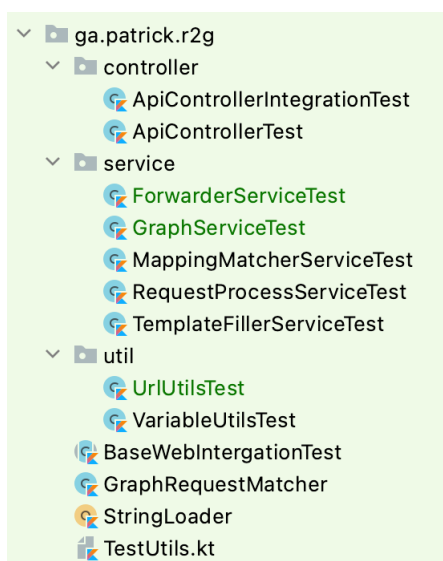 ga.patrick.r2g
controller
ApiControllerIntegrationTest
ApiControllerTest
service
ForwarderServiceTest
GraphServiceTest
MappingMatcherServiceTest
RequestProcessServiceTest
TemplateFillerServiceTest
util
UrlUtilsTest
VariableUtilsTest
BaseWebIntergationTest
GraphRequestMatcher
StringLoader
TestUtils.kt